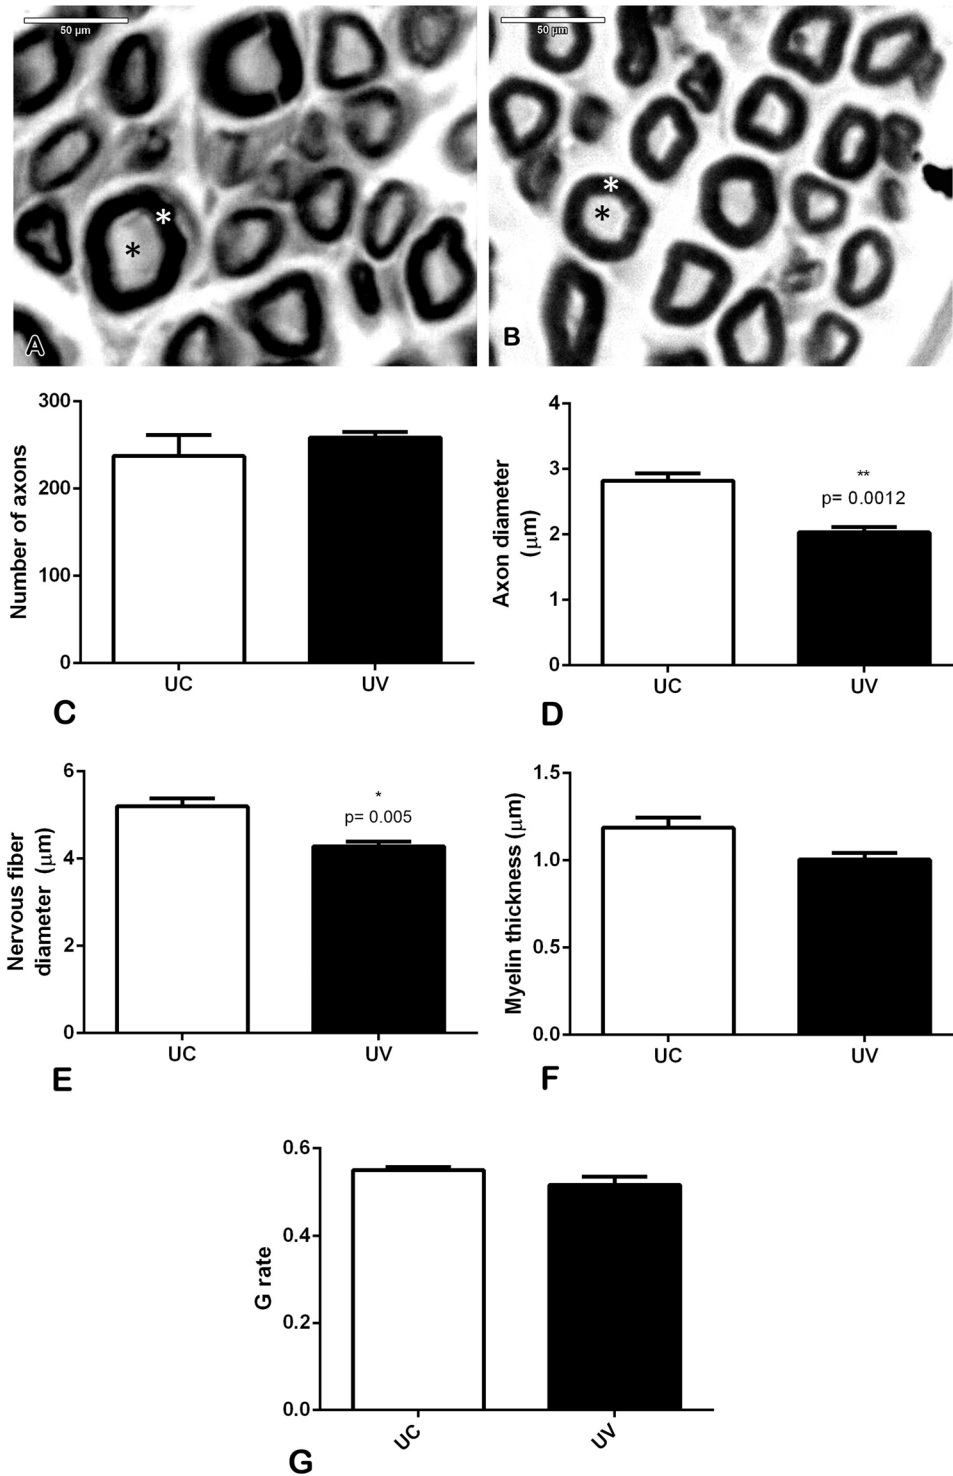 50 µm
50 µm
*
*
*
*
A
B
300
200
100
0
Number of axons
UC
UV
C
4
3
2
1
0
Axon diameter
(μm)
**
p= 0.0012
UC
UV
D
6
4
2
0
Nervous fiber
diameter (μm)
*
p= 0.005
UC
UV
E
1.5
1.0
0.5
0.0
Myelin thickness (μm)
UC
UV
F
0.6
0.4
0.2
0.0
G rate
UC
UV
G